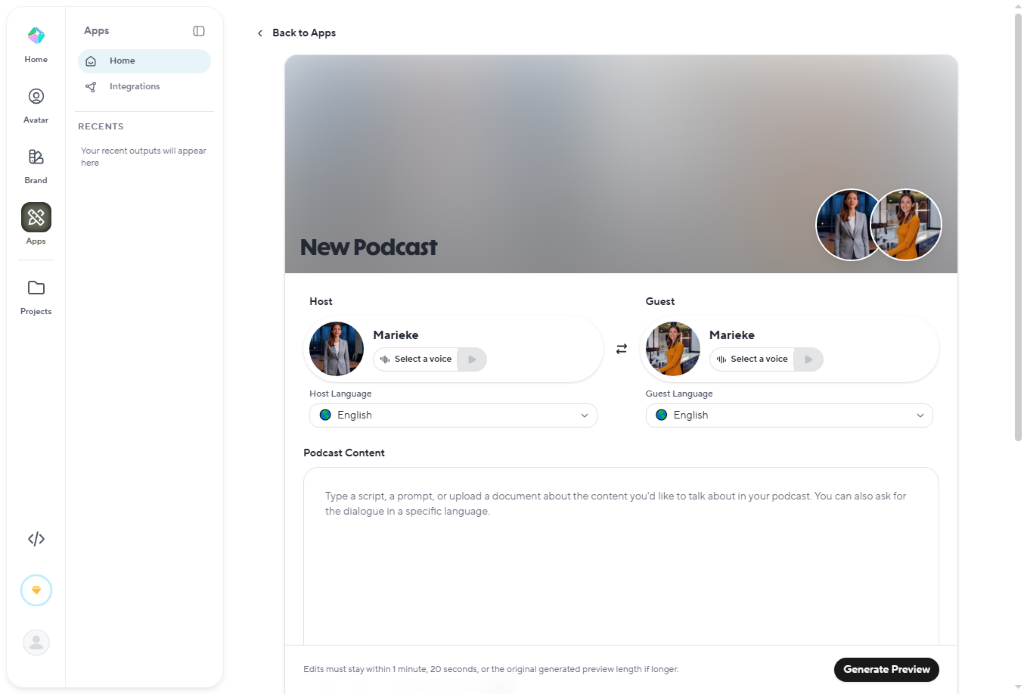 Home
Avatar
Brand
Apps
Projects
Apps
Home
Integrations
RECENTS
Your recent outputs will appear
here
Back to Apps
New Podcast
Host
Marieke
Select a voice
Host Language
English
Guest
Marieke
Select a voice
Guest Language
English
Podcast Content
Type a script, a prompt, or upload a document about the content you'd like to talk about in your podcast. You can also ask for
the dialogue in a specific language.
Edits must stay within 1 minute, 20 seconds, or the original generated preview length if longer.
Generate Preview